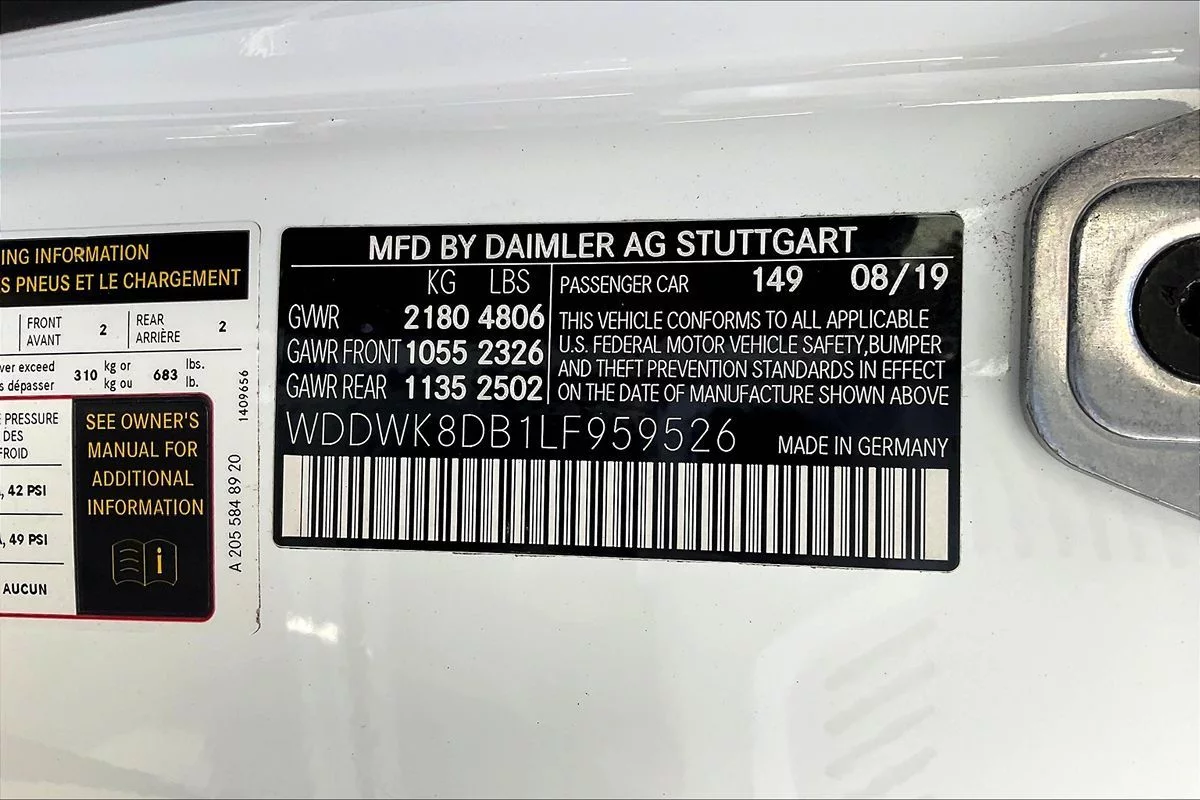 ING INFORMATION
S PNEUS ET LE CHARGEMENT
FRONT 2 REAR 2
AVANT ARRIÈRE
ver exceed 310 kg or 683 lbs.
s dépasser kg ou lb.
PRESSURE
DES
FROID
, 42 PSI
, 49 PSI
AUCUN
SEE OWNER'S
MANUAL FOR
ADDITIONAL
INFORMATION
i
1409656
A 205 584 89 20
MFD BY DAIMLER AG STUTTGART
KG LBS
GVWR 2180 4806
GAWR FRONT 1055 2326
GAWR REAR 1135 2502
PASSENGER CAR 149 08/19
THIS VEHICLE CONFORMS TO ALL APPLICABLE
U.S. FEDERAL MOTOR VEHICLE SAFETY,BUMPER
AND THEFT PREVENTION STANDARDS IN EFFECT
ON THE DATE OF MANUFACTURE SHOWN ABOVE
WDDWK8DB1LF959526 MADE IN GERMANY